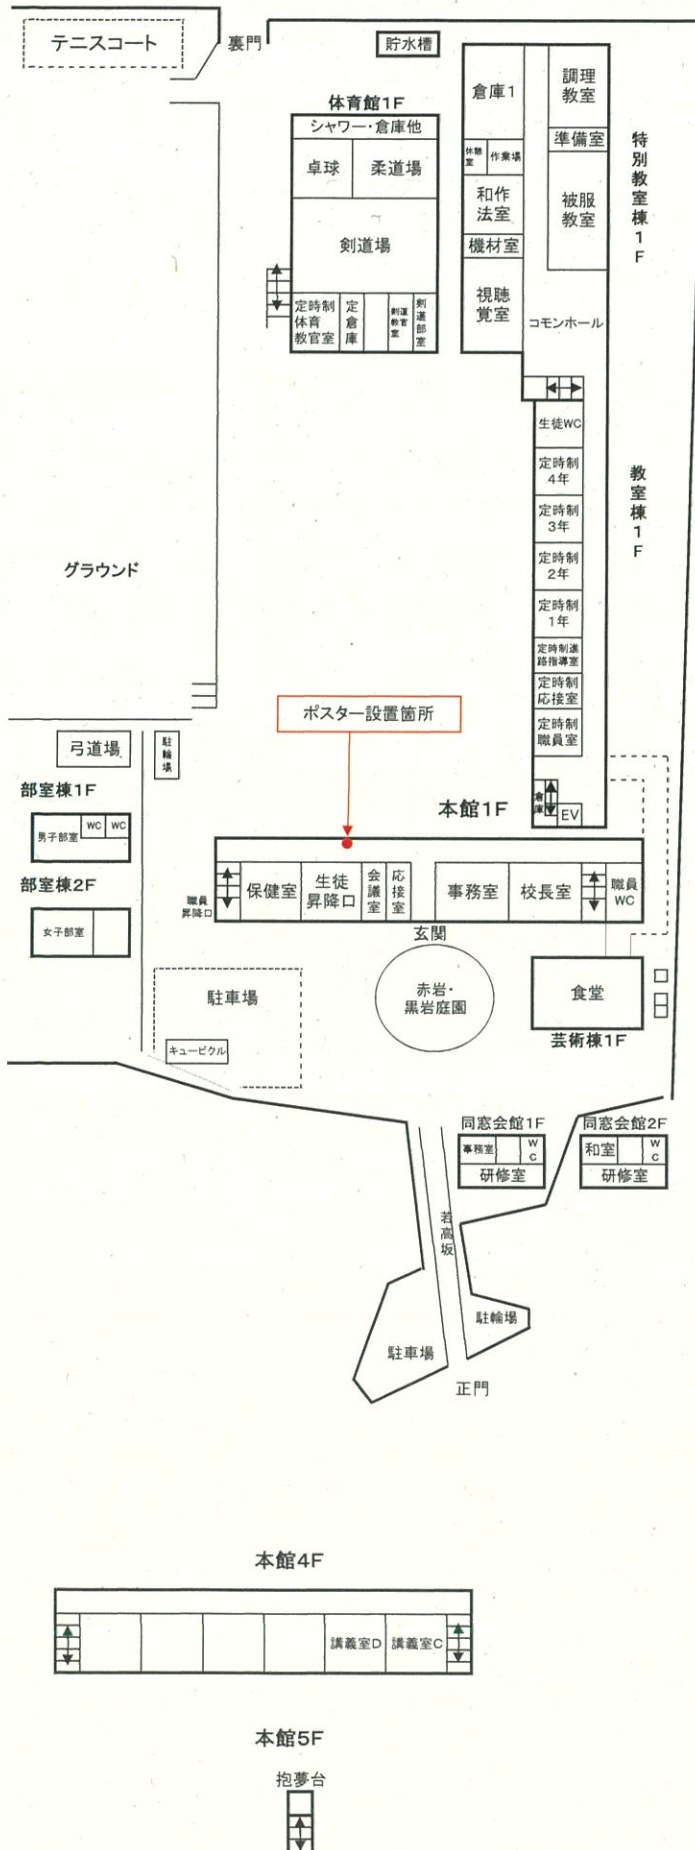 テニスコート
裏門
貯水槽
体育館1F
シャワー・倉庫他
卓球
柔道場
剣道場
定時制
体育
教官室
定
倉
庫
剣道
教官
室
剣
道
部
室
倉庫1
調理
教室
準備室
休憩
室
作業場
和作
法室
被服
教室
機材室
視聴
覚室
コモンホール
特別教室棟1F
生徒WC
定時制
4年
定時制
3年
定時制
2年
定時制
1年
定時制進
路指導室
定時制
応接室
定時制
職員室
教室棟1F
グラウンド
ポスター設置箇所
弓道場
駐輪場
部室棟1F
男子部室
WC
WC
部室棟2F
女子部室
本館1F
倉庫
EV
職員
昇降口
保健室
生徒
昇降口
会議室
応接室
事務室
校長室
職員
WC
玄関
駐車場
赤岩・
黒岩庭園
食堂
キュービクル
芸術棟1F
同窓会館1F
事務室
W
C
研修室
同窓会館2F
和室
W
C
研修室
若高坂
駐輪場
駐車場
正門
本館4F
講義室D
講義室C
本館5F
抱夢台